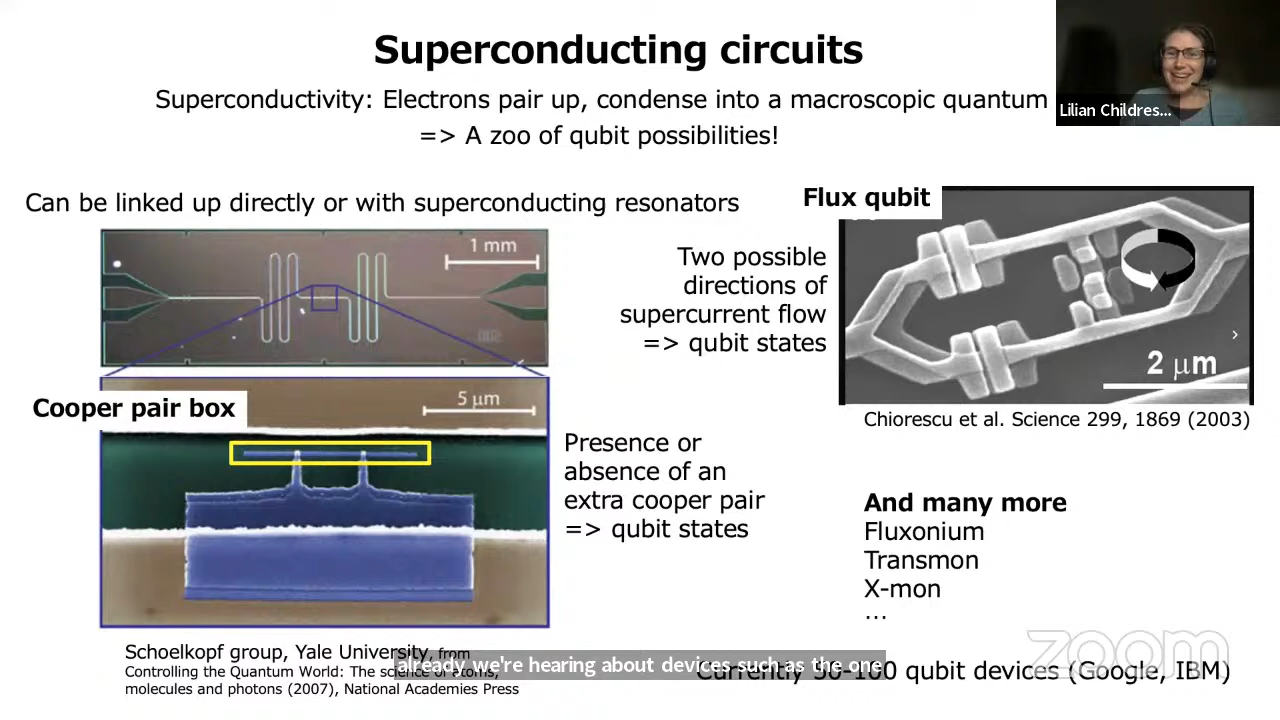 Superconducting circuits
Superconductivity: Electrons pair up, condense into a macroscopic quantum
=> A zoo of qubit possibilities!
Lilian Childres...
Can be linked up directly or with superconducting resonators
1 mm
Cooper pair box
5 μm
Presence or
absence of an
extra cooper pair
=> qubit states
Schoelkopf group, Yale University, from
Controlling the Quantum World: The science of atoms,
molecules and photons (2007), National Academies Press
Flux qubit
Two possible
directions of
supercurrent flow
=> qubit states
2 μm
Chiorescu et al. Science 299, 1869 (2003)
And many more
Fluxonium
Transmon
X-mon
...
Currently 50-100 qubit devices (Google, IBM)
already, we're hearing about devices such as the one
zoom